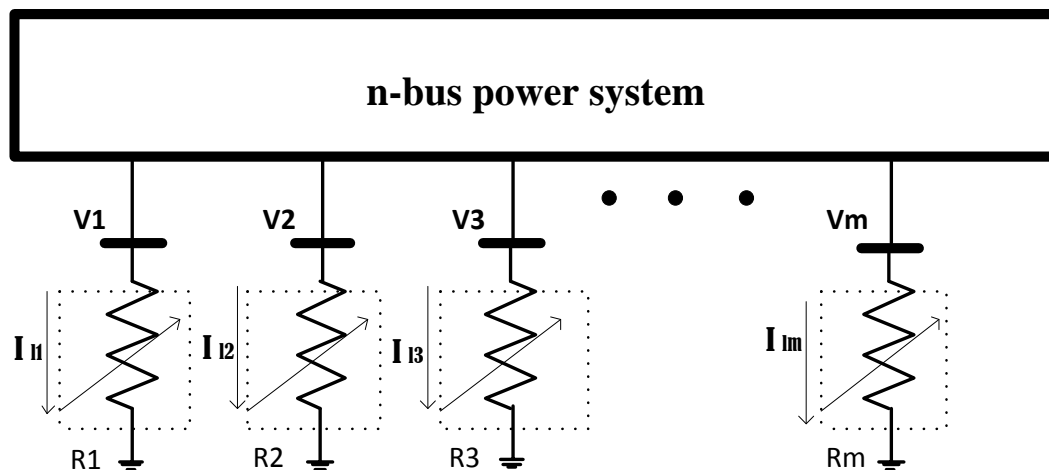 n-bus power system
V1 V2 V3 Vm
I l1 I l2 I l3 I lm
R1 R2 R3 Rm